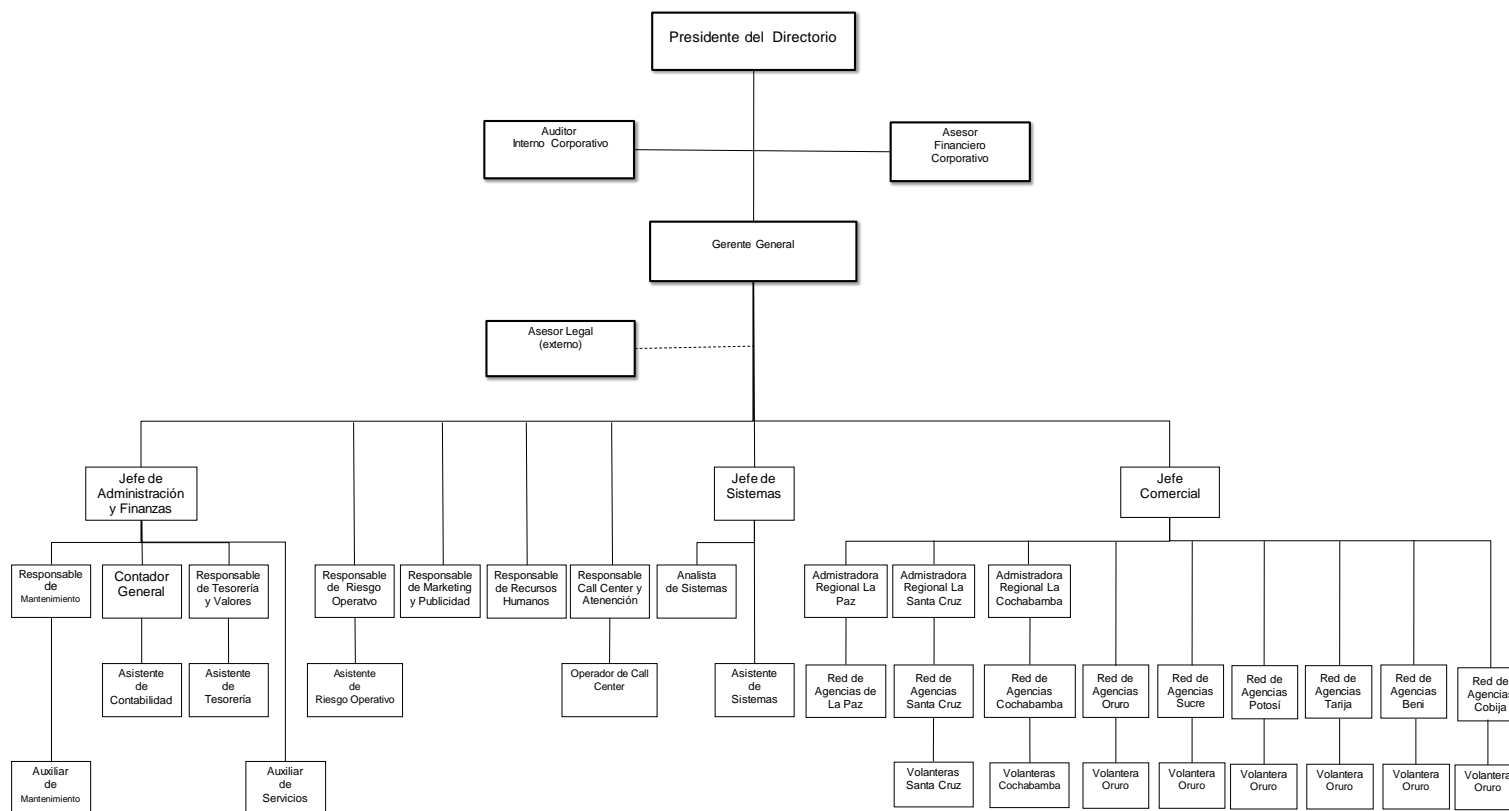 Presidente del Directorio
Auditor
Interno Corporativo
Asesor
Financiero
Corporativo
Gerente General
Asesor Legal
(externo)
Jefe de
Administración
y Finanzas
Jefe de
Sistemas
Jefe
Comercial
Responsable
de
Mantenimiento
Contador
General
Responsable
de Tesorería
y Valores
Responsable
de Riesgo
Operatvo
Responsable
de Marketing
y Publicidad
Responsable
de Recursos
Humanos
Responsable
Call Center y
Atenención
Analista
de Sistemas
Admistradora
Regional La
Paz
Admistradora
Regional La
Santa Cruz
Admistradora
Regional La
Cochabamba
Asistente
de
Contabilidad
Asistente
de
Tesorería
Asistente
de
Riesgo Operativo
Operador de Call
Center
Asistente
de
Sistemas
Red de
Agencias de
La Paz
Red de
Agencias
Santa Cruz
Red de
Agencias
Cochabamba
Red de
Agencias
Oruro
Red de
Agencias
Sucre
Red de
Agencias
Potosí
Red de
Agencias
Tarija
Red de
Agencias
Beni
Red de
Agencias
Cobija
Auxiliar
de
Mantenimiento
Auxiliar
de
Servicios
Volanteras
Santa Cruz
Volanteras
Cochabamba
Volantera
Oruro
Volantera
Oruro
Volantera
Oruro
Volantera
Oruro
Volantera
Oruro
Volantera
Oruro